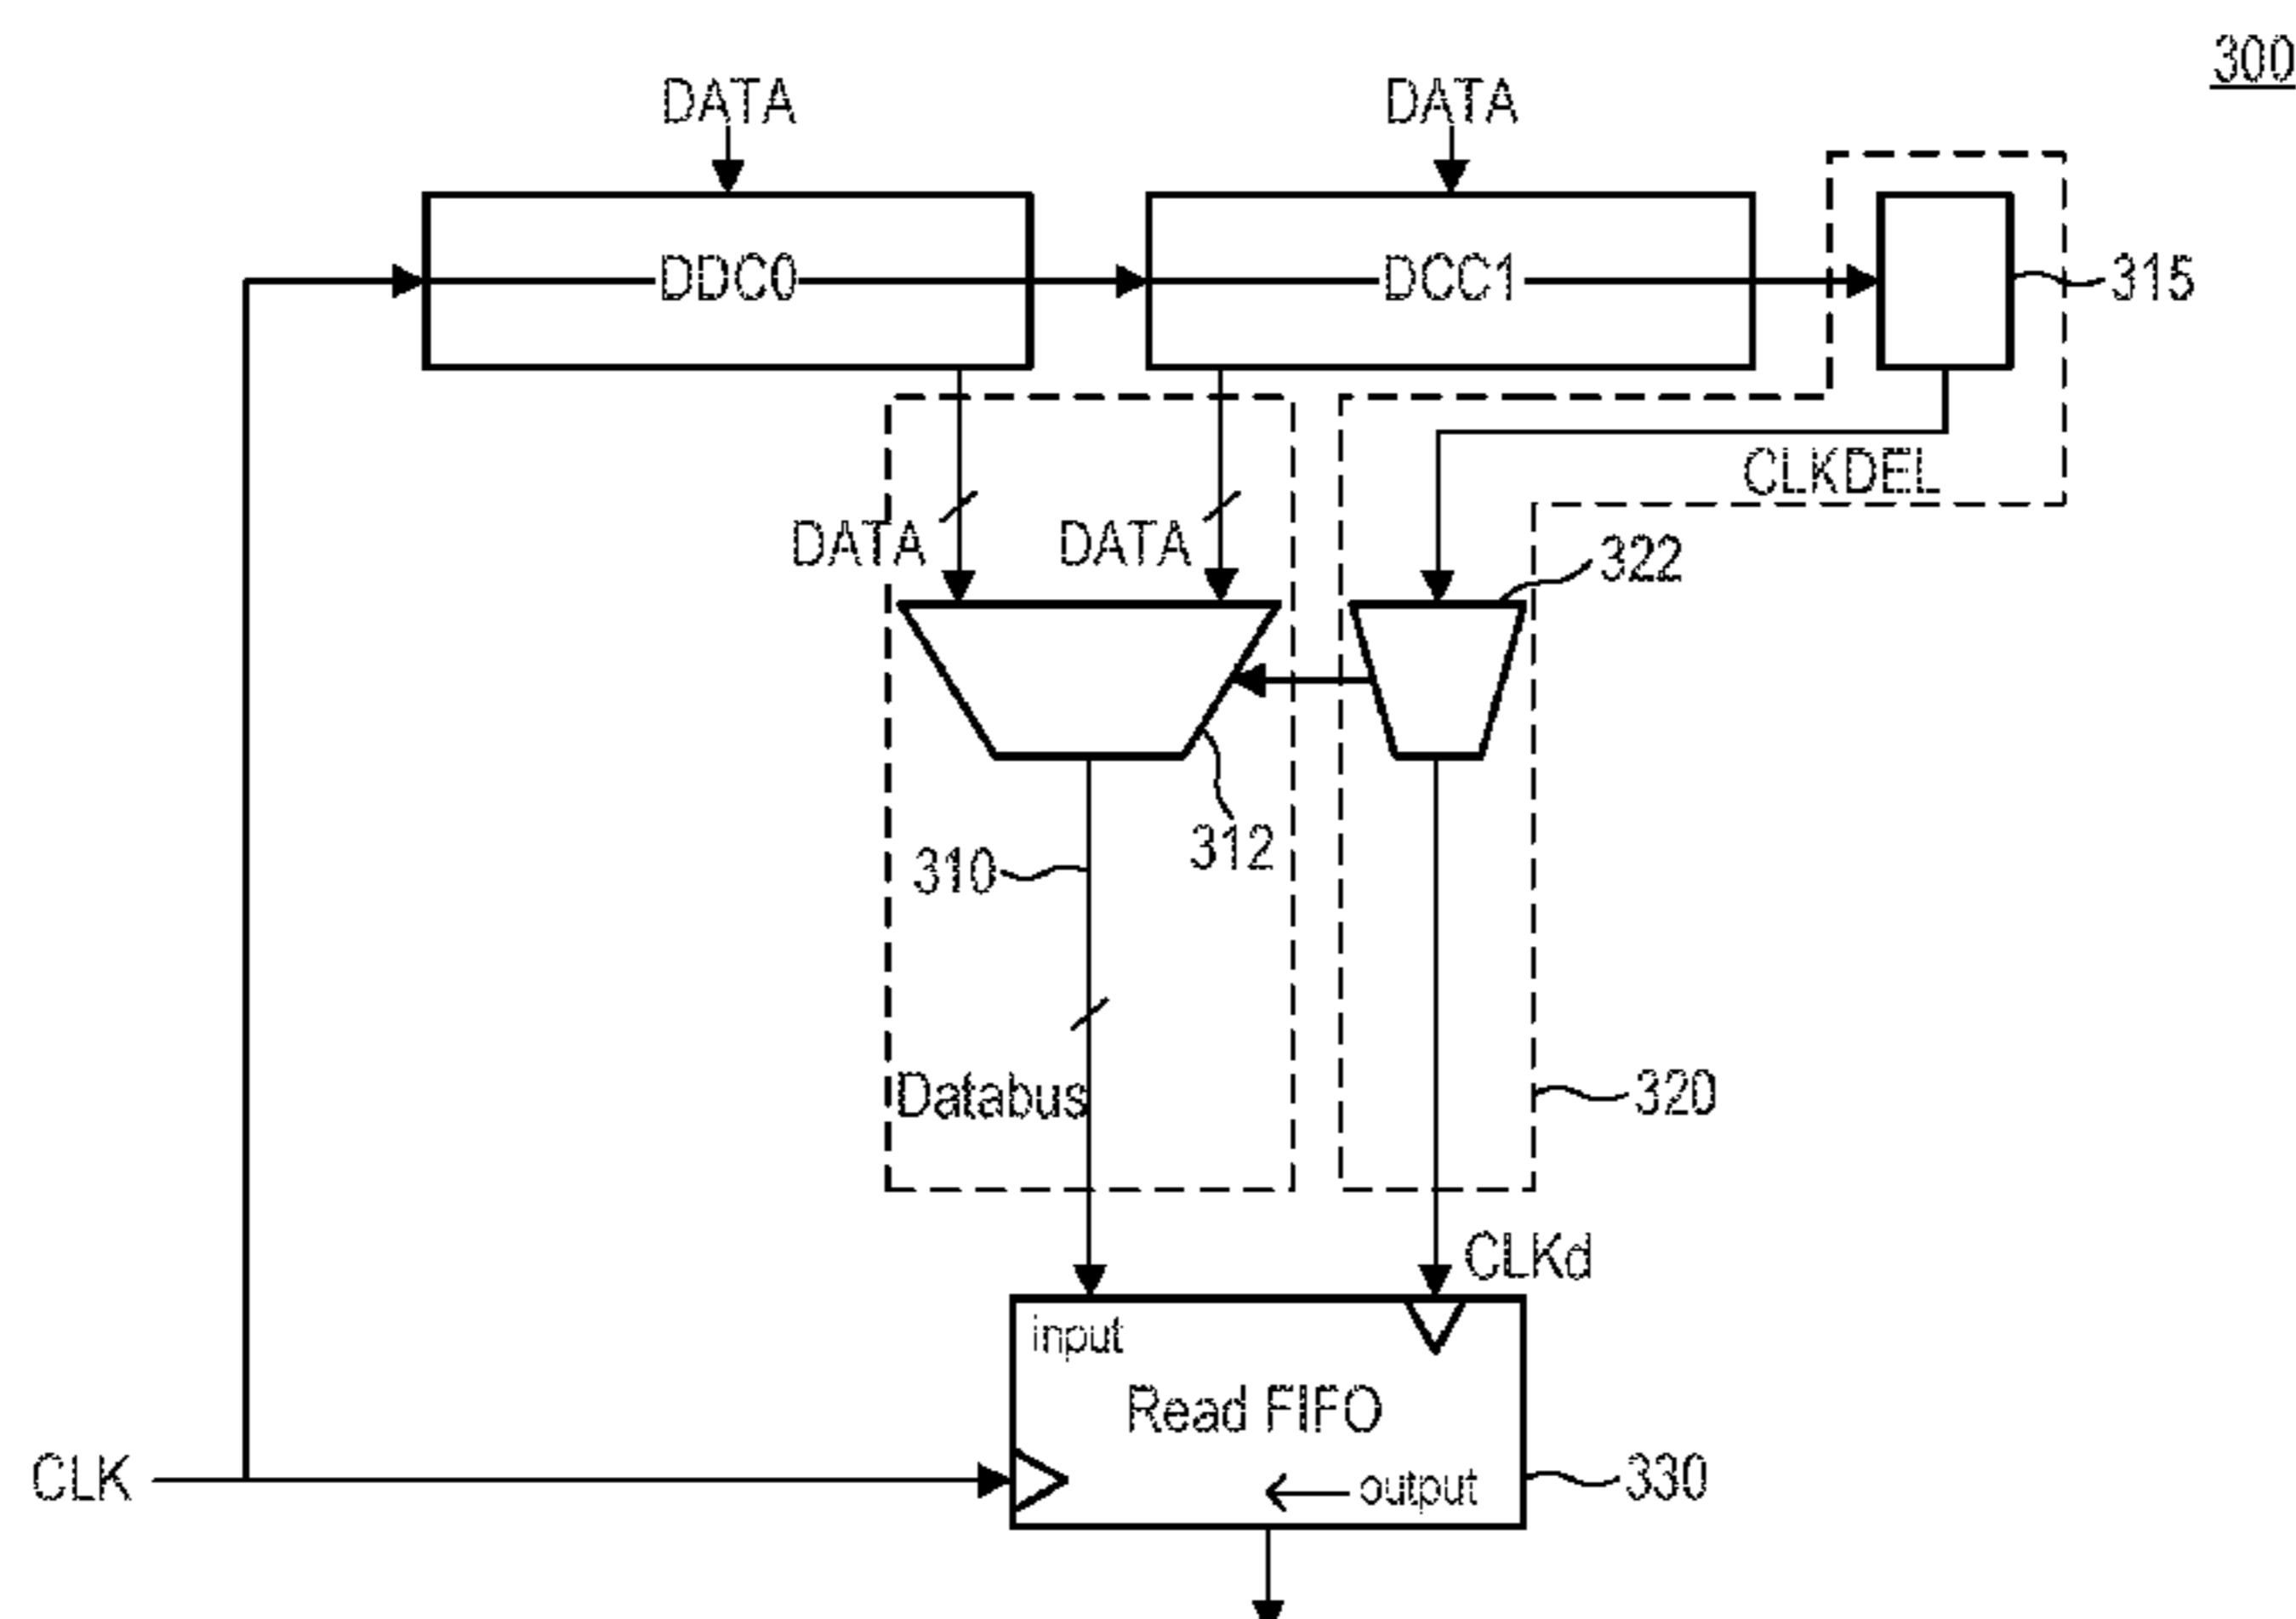 300
DATA
DATA
DDC0
DCC1
315
CLKDEL
DATA
DATA
322
312
310
Databus
320
CLKd
input
Read FIFO
CLK
output
330